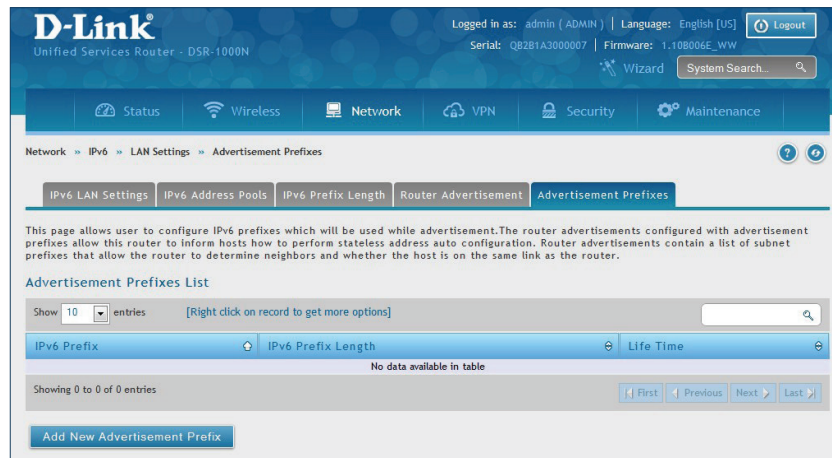 D-Link®
Unified Services Router - DSR-1000N
Logged in as: admin ( ADMIN ) | Language: English [US] Logout
Serial: QB2B1A3000007 | Firmware: 1.10B006E_WW
Wizard System Search...
Status Wireless Network VPN Security Maintenance
Network » IPv6 » LAN Settings » Advertisement Prefixes ?
IPv6 LAN Settings IPv6 Address Pools IPv6 Prefix Length Router Advertisement Advertisement Prefixes
This page allows user to configure IPv6 prefixes which will be used while advertisement.The router advertisements configured with advertisement
prefixes allow this router to inform hosts how to perform stateless address auto configuration. Router advertisements contain a list of subnet
prefixes that allow the router to determine neighbors and whether the host is on the same link as the router.
Advertisement Prefixes List
Show 10 entries [Right click on record to get more options]
IPv6 Prefix IPv6 Prefix Length Life Time
No data available in table
Showing 0 to 0 of 0 entries First Previous Next Last
Add New Advertisement Prefix